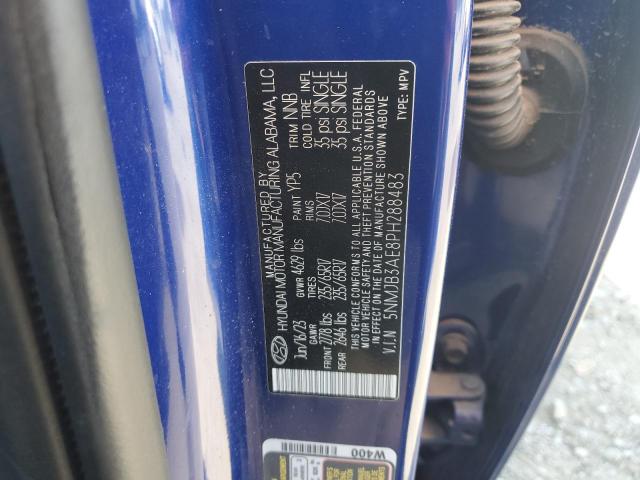 MANUFACTURED BY
HYUNDAI MOTOR MANUFACTURING ALABAMA, LLC
Jun/16/23 GVWR 4629 lbs PAINT YP5 TRIM NNB
GAWR TIRES RIMS COLD TIRE INFL
FRONT 2778 lbs 235/65R17 7.0JX17 35 psi SINGLE
REAR 2646 lbs 235/65R17 7.0JX17 35 psi SINGLE
THIS VEHICLE CONFORMS TO ALL APPLICABLE U.S.A. FEDERAL
MOTOR VEHICLE SAFETY AND THEFT PREVENTION STANDARDS
IN EFFECT ON THE DATE OF MANUFACTURE SHOWN ABOVE
V.I.N 5NMJB3AE8PH288483 TYPE: MPV
W400